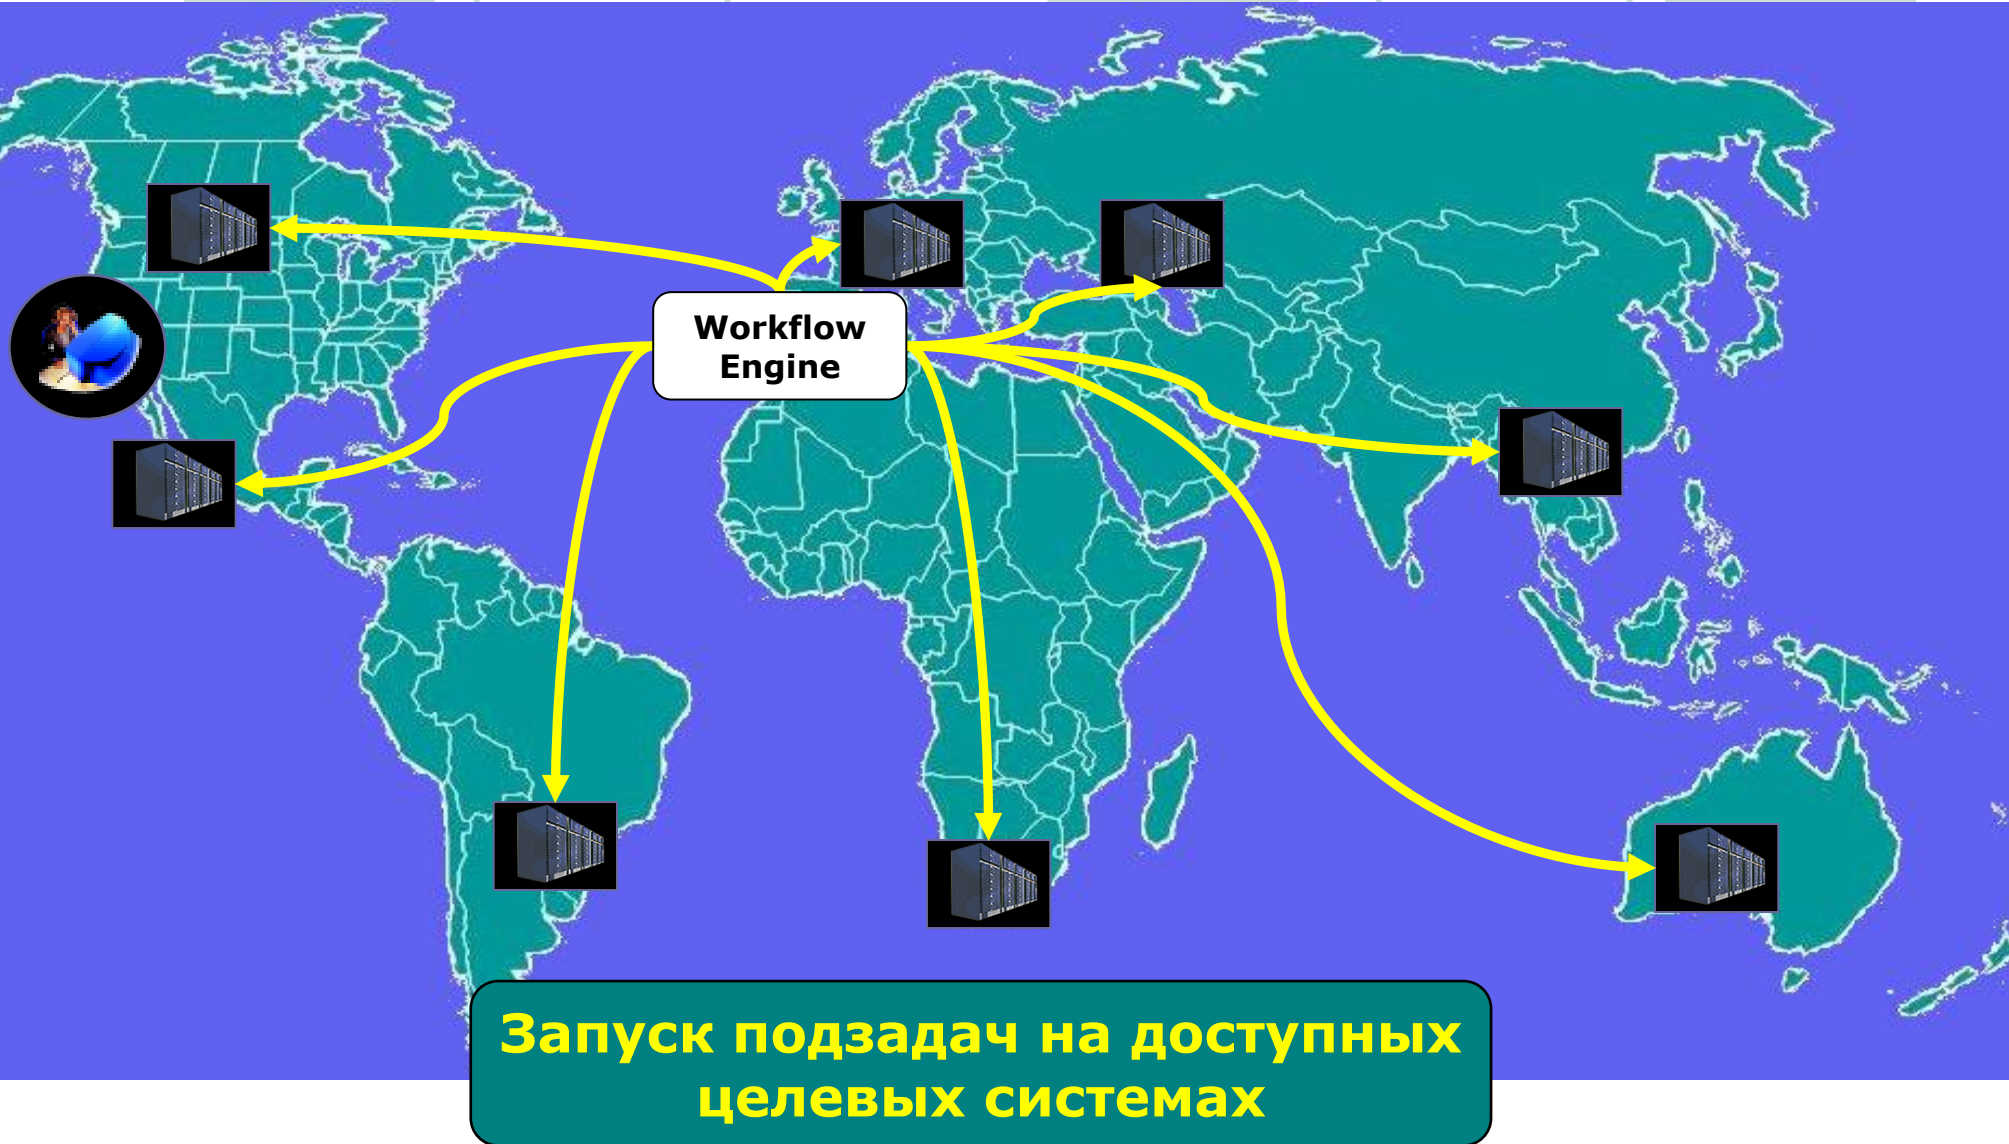 Workflow
Engine
Запуск подзадач на доступных
целевых системах